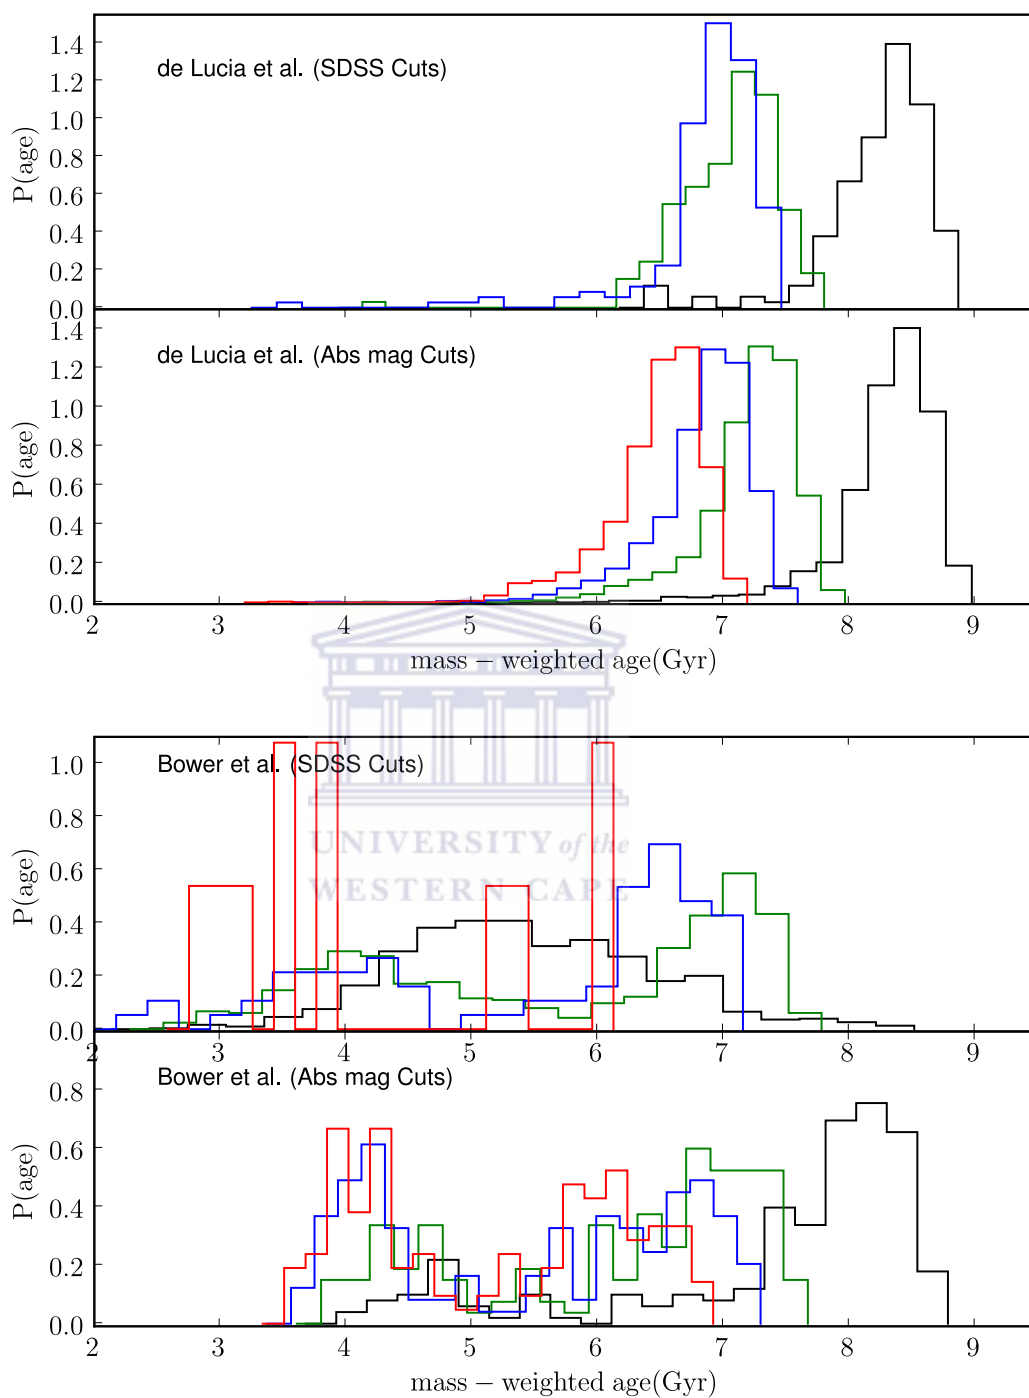 de Lucia et al. (SDSS Cuts)
1.4
1.2
1.0
0.8
0.6
0.4
0.2
0.0
P(age)
de Lucia et al. (Abs mag Cuts)
1.4
1.2
1.0
0.8
0.6
0.4
0.2
0.0
P(age)
2 3 4 5 6 7 8 9
mass − weighted age(Gyr)
Bower et al. (SDSS Cuts)
1.0
0.8
0.6
0.4
0.2
0.0
P(age)
UNIVERSITY of the
WESTERN CAPE
2 3 4 5 6 7 8 9
Bower et al. (Abs mag Cuts)
0.8
0.6
0.4
0.2
0.0
P(age)
2 3 4 5 6 7 8 9
mass − weighted age(Gyr)